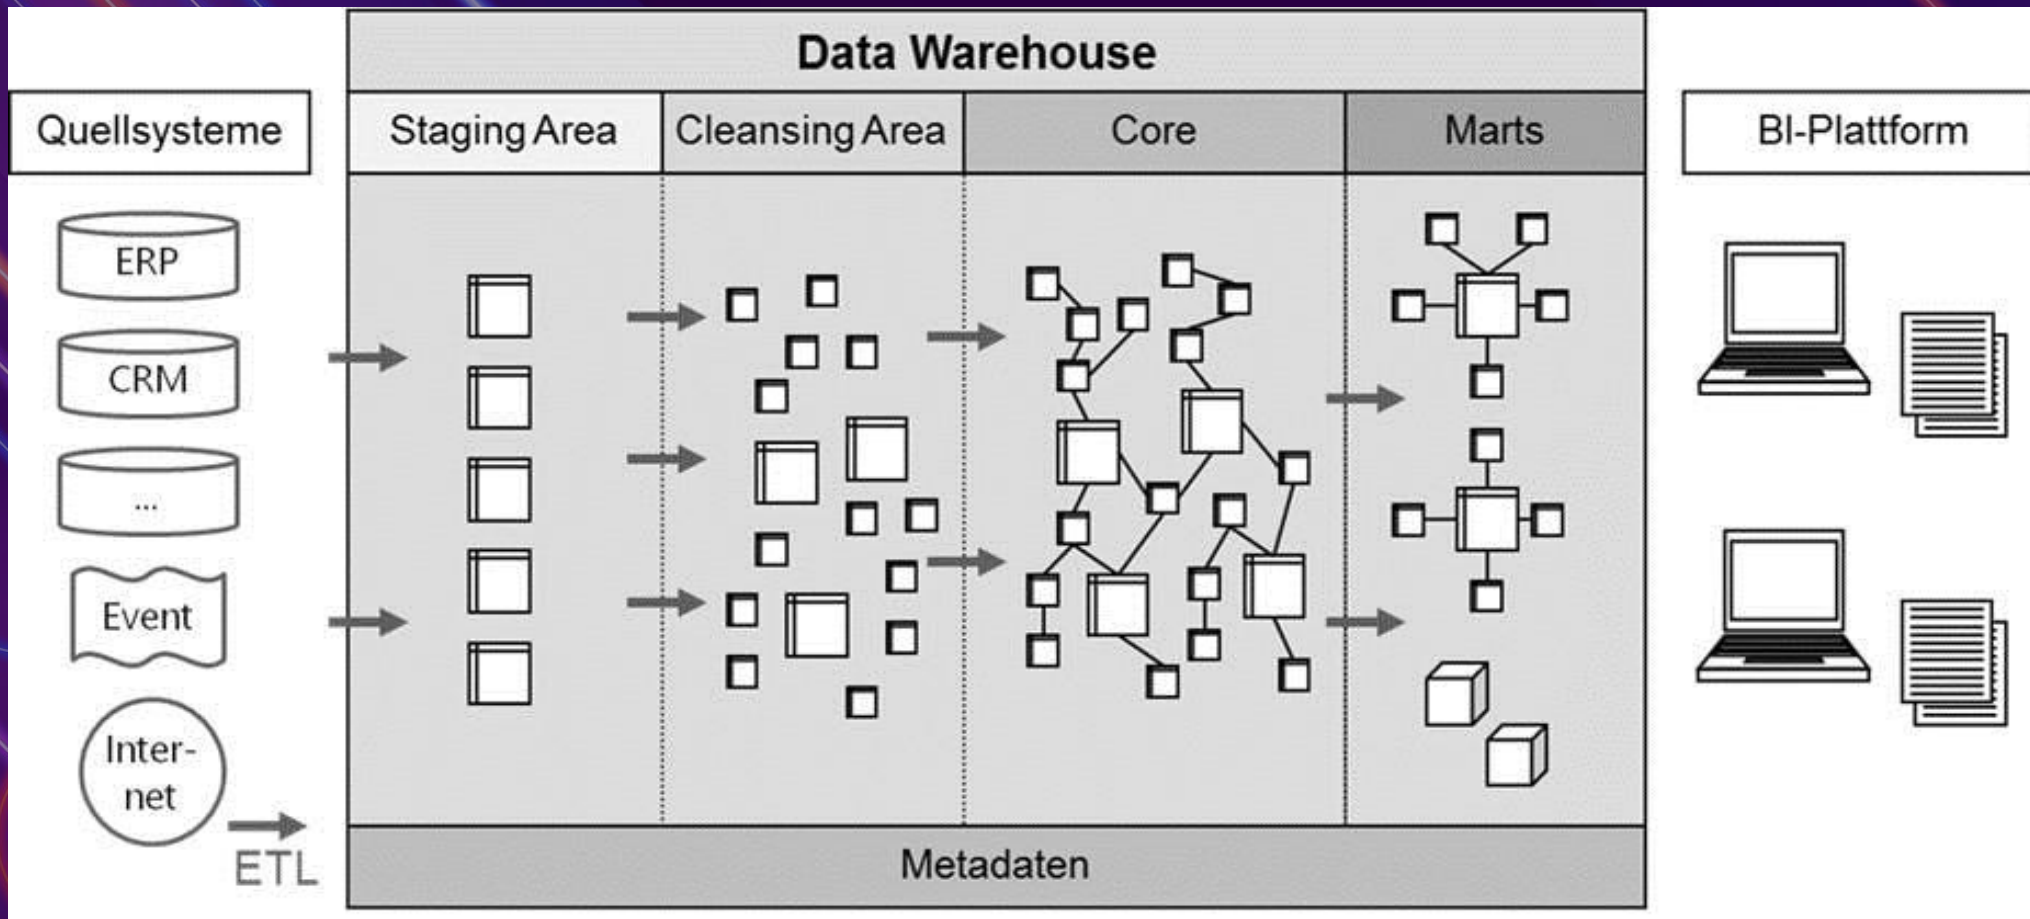 Data Warehouse
Quellsysteme
Staging Area
Cleansing Area
Core
Marts
BI-Plattform
ERP
CRM
...
Event
Inter-
net
ETL
Metadaten